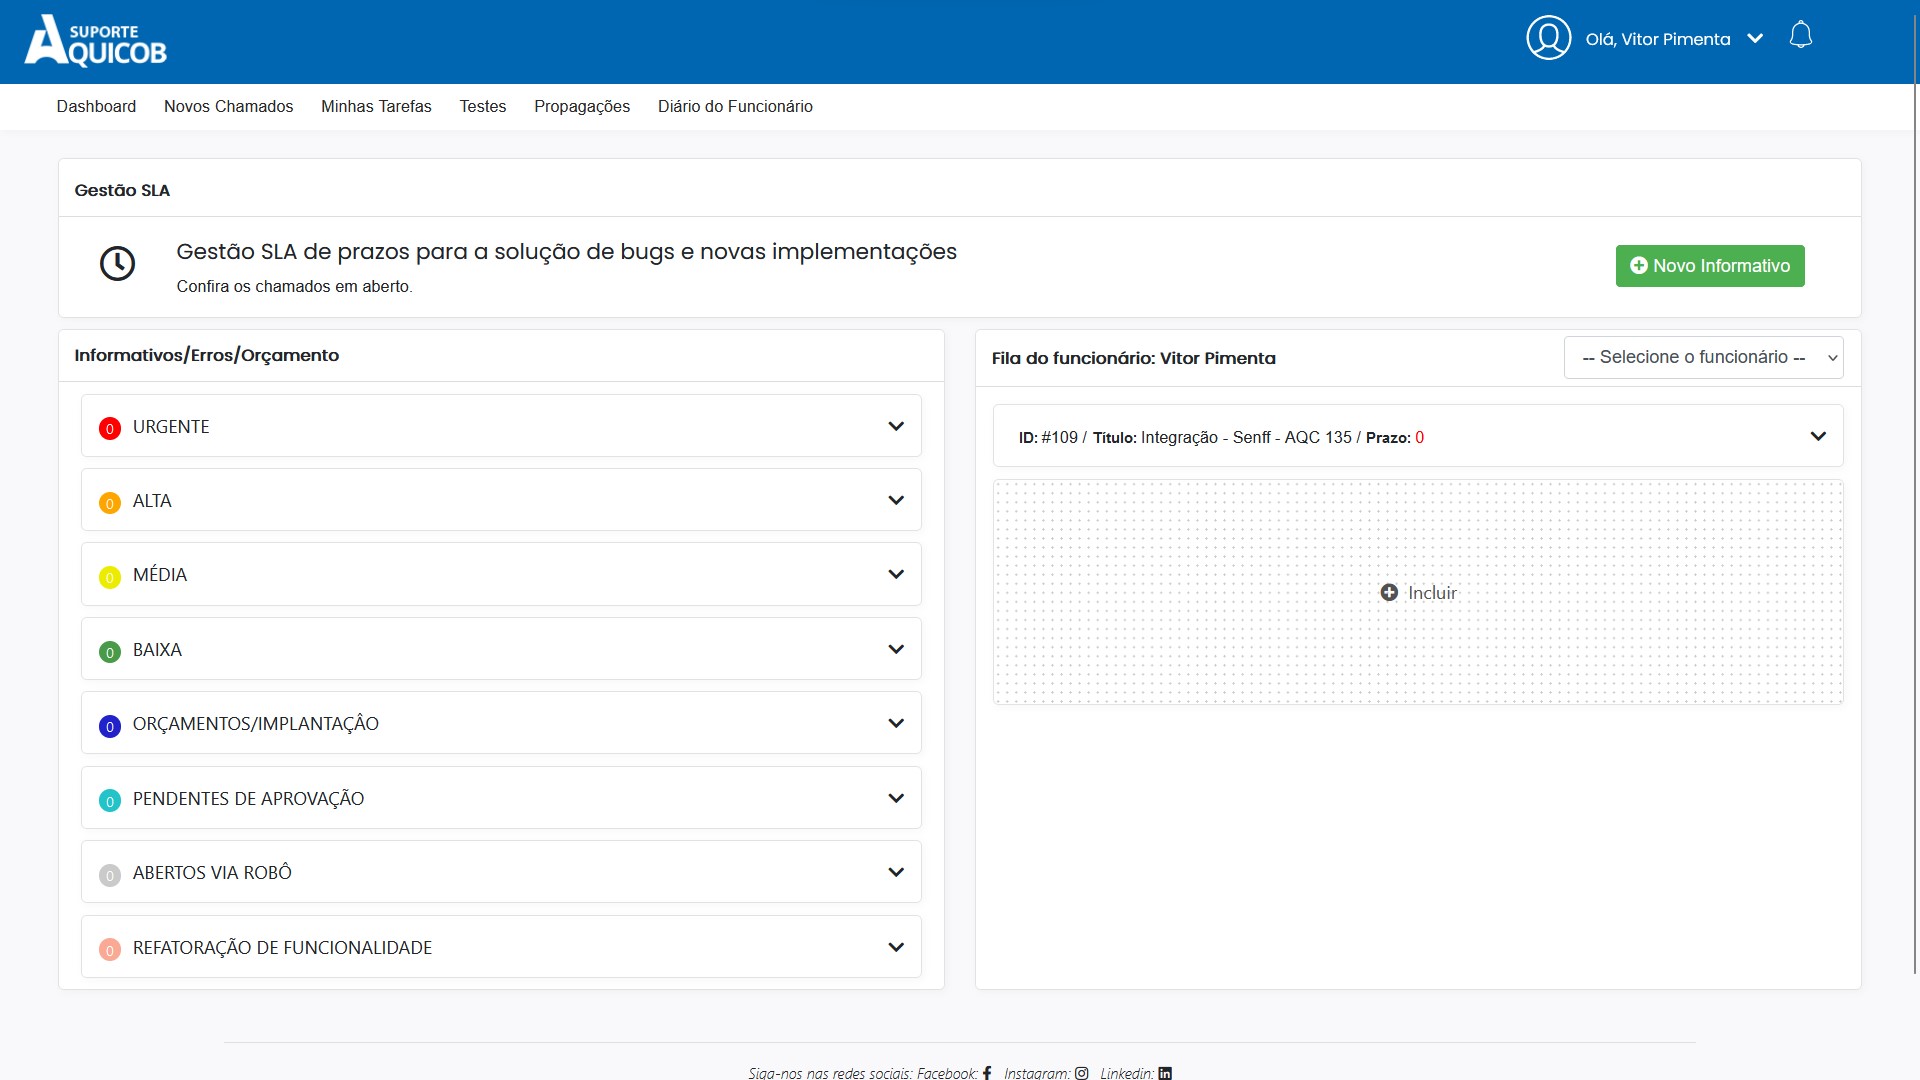 SUPORTE
AQUICOB
Olá, Vitor Pimenta
Dashboard Novos Chamados Minhas Tarefas Testes Propagações Diário do Funcionário
Gestão SLA
Gestão SLA de prazos para a solução de bugs e novas implementações
Confira os chamados em aberto.
Novo Informativo
Informativos/Erros/Orçamento
0 URGENTE
0 ALTA
0 MÉDIA
0 BAIXA
0 ORÇAMENTOS/IMPLANTAÇÂO
0 PENDENTES DE APROVAÇÃO
0 ABERTOS VIA ROBÔ
0 REFATORAÇÃO DE FUNCIONALIDADE
Fila do funcionário: Vitor Pimenta
-- Selecione o funcionário --
ID: #109 / Título: Integração - Senff - AQC 135 / Prazo: 0
Incluir
Siga-nos nas redes sociais: Facebook: Instagram: Linkedin: